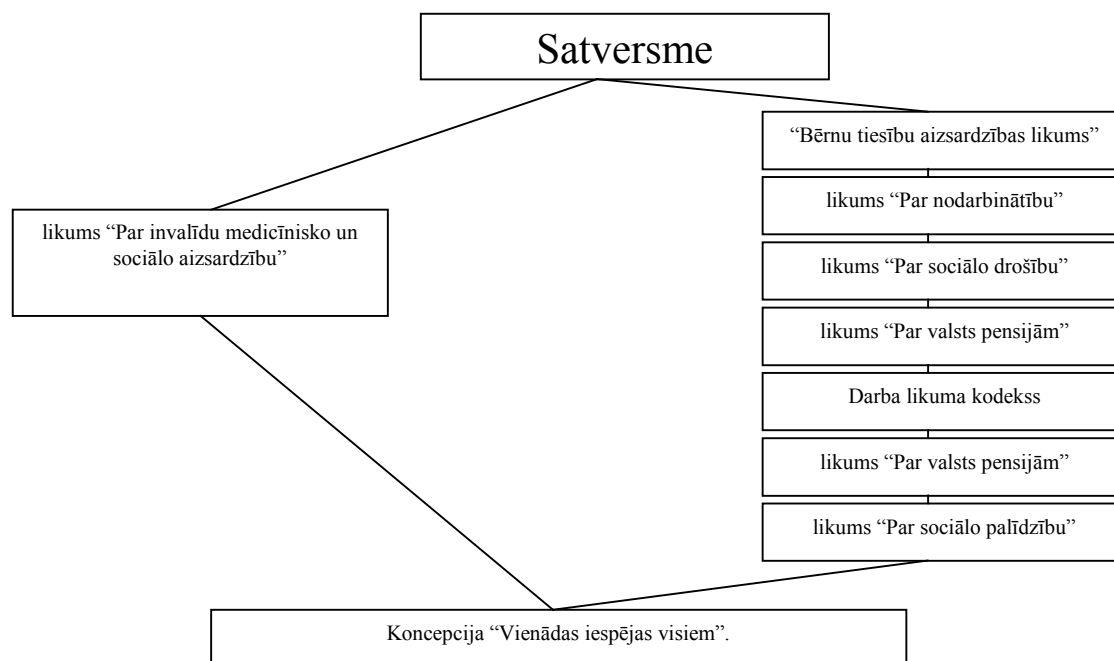 Satversme
“Bērnu tiesību aizsardzības likums”
likums “Par nodarbinātību”
likums “Par invalīdu medicīnisko un
sociālo aizsardzību”
likums “Par sociālo drošību”
likums “Par valsts pensijām”
Darba likuma kodekss
likums “Par valsts pensijām”
likums “Par sociālo palīdzību”
Koncepcija “Vienādas iespējas visiem”.